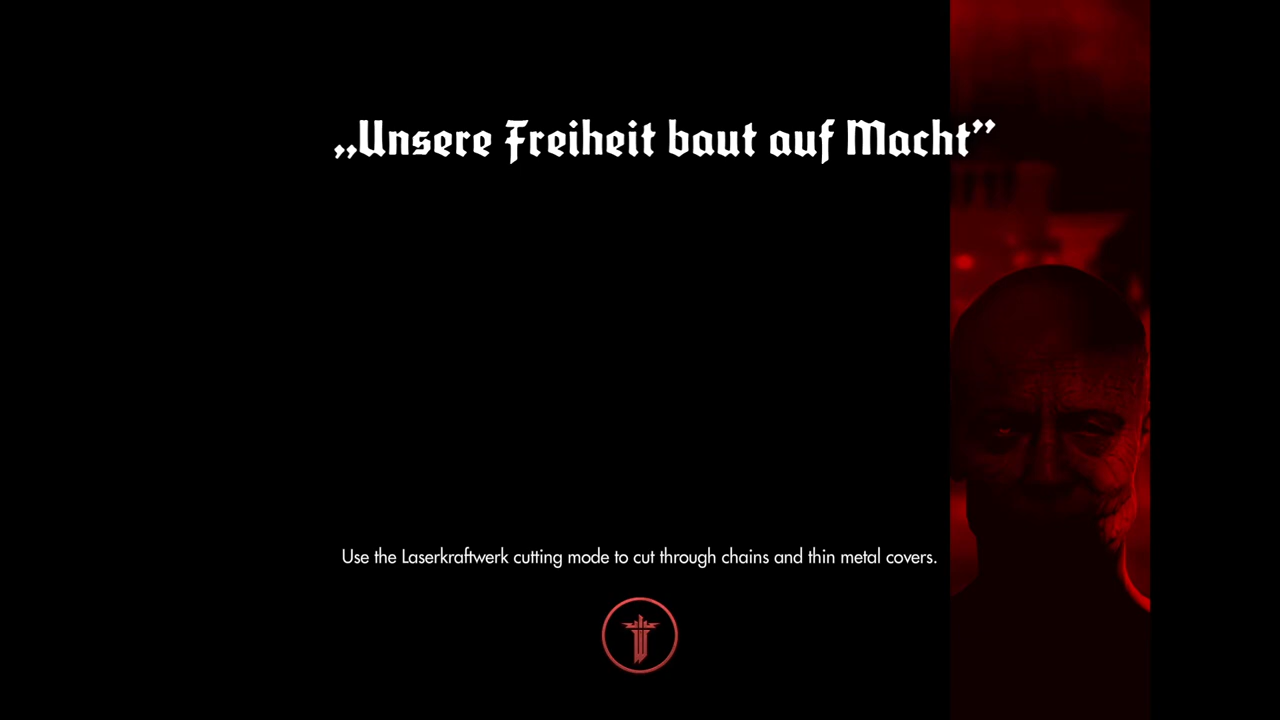 „Unsere Freiheit baut auf Macht”
Use the Laserkraftwerk cutting mode to cut through chains and thin metal covers.